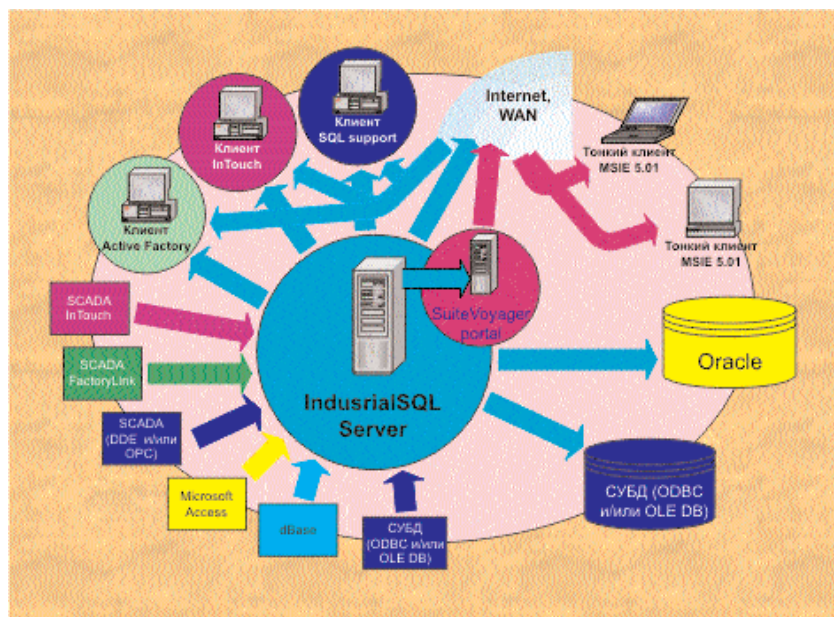 Клиент
SQL support
Internet,
WAN
Клиент
InTouch
Тонкий клиент
MSIE 5.01
Клиент
Active Factory
Тонкий клиент
MSIE 5.01
SCADA
InTouch
SuiteVoyager
portal
SCADA
FactoryLink
Oracle
IndusrialSQL
Server
SCADA
(DDE и/или
OPC)
Microsoft
Access
dBase
СУБД
(ODBC и/или
OLE DB)
СУБД (ODBC
и/или OLE DB)